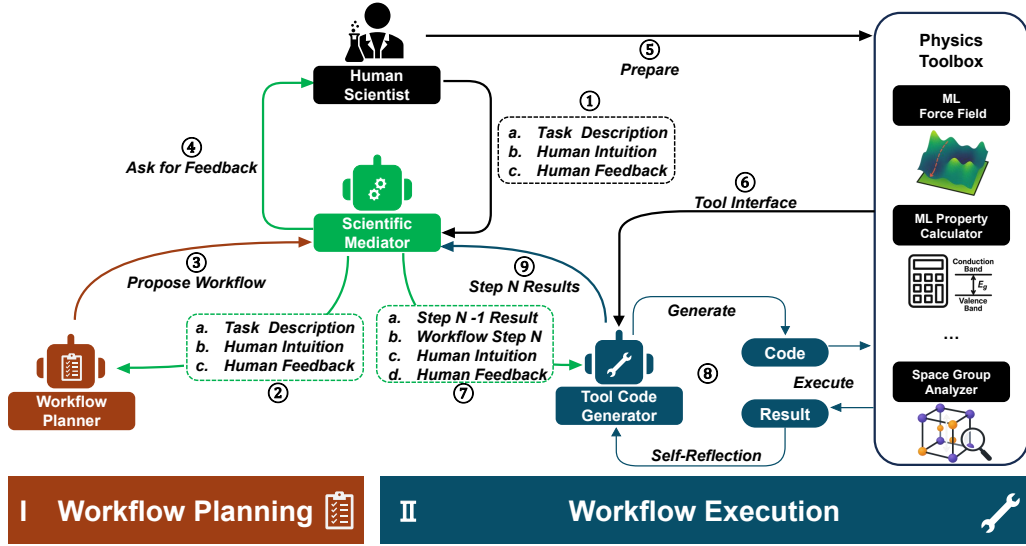 ⑤
Prepare
Human
Scientist
Physics
Toolbox
ML
Force Field
①
a. Task Description
b. Human Intuition
c. Human Feedback
④
Ask for Feedback
⑥
Tool Interface
Scientific
Mediator
ML Property
Calculator
③
Propose Workflow
⑨
Step N Results
Conduction
Band
Eg
Valence
Band
a. Task Description
b. Human Intuition
c. Human Feedback
②
a. Step N -1 Result
b. Workflow Step N
c. Human Intuition
d. Human Feedback
⑦
Generate
Code
⑧
Execute
Result
Self-Reflection
...
Space Group
Analyzer
Workflow
Planner
Tool Code
Generator
I Workflow Planning
II Workflow Execution